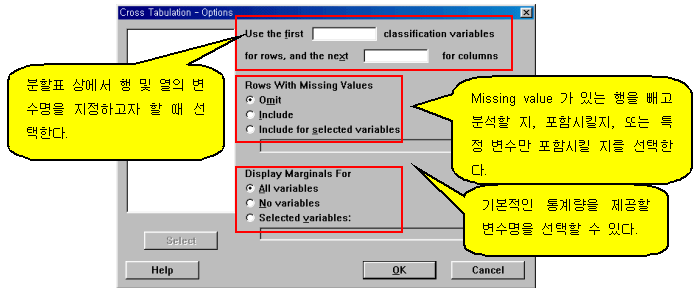 Cross Tabulation - Options
Use the first classification variables
for rows, and the next for columns
분할표 상에서 행 및 열의 변
수명을 지정하고자 할 때 선
택한다.
Rows With Missing Values
Omit
Include
Include for selected variables
Missing value 가 있는 행을 빼고
분석할 지, 포함시킬지, 또는 특
정 변수만 포함시킬 지를 선택한
다.
Display Marginals For
All variables
No variables
Selected variables:
기본적인 통계량을 제공할
변수명을 선택할 수 있다.
Select
Help
OK
Cancel